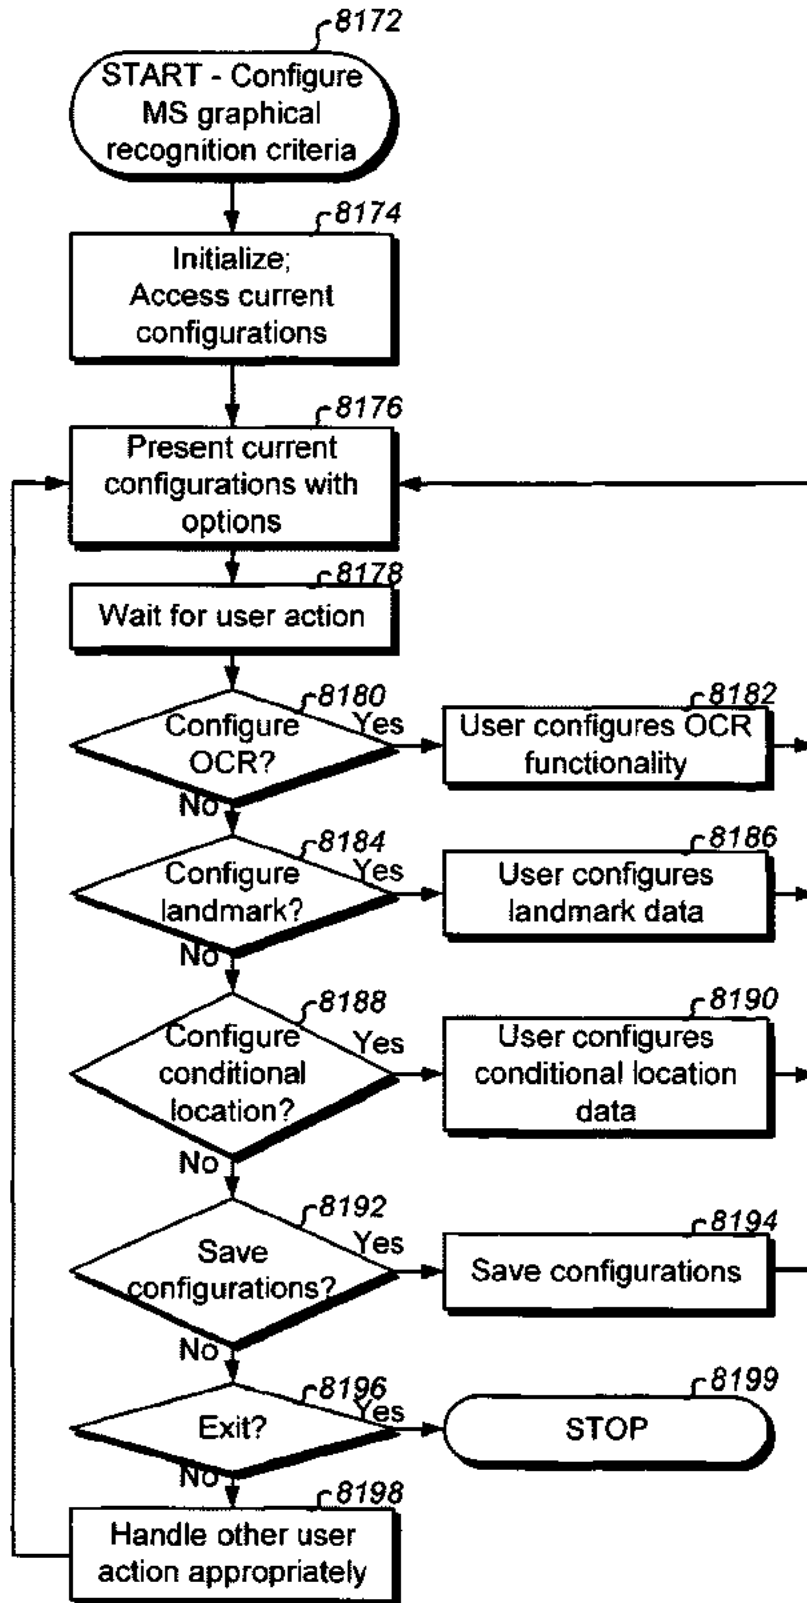 8172
START - Configure
MS graphical
recognition criteria
8174
Initialize;
Access current
configurations
8176
Present current
configurations with
options
8178
Wait for user action
8180
Configure
OCR?
Yes
No
8182
User configures OCR
functionality
8184
Configure
landmark?
Yes
No
8186
User configures
landmark data
8188
Configure
conditional
location?
Yes
No
8190
User configures
conditional location
data
8192
Save
configurations?
Yes
No
8194
Save configurations
8196
Exit?
Yes
No
8199
STOP
8198
Handle other user
action appropriately